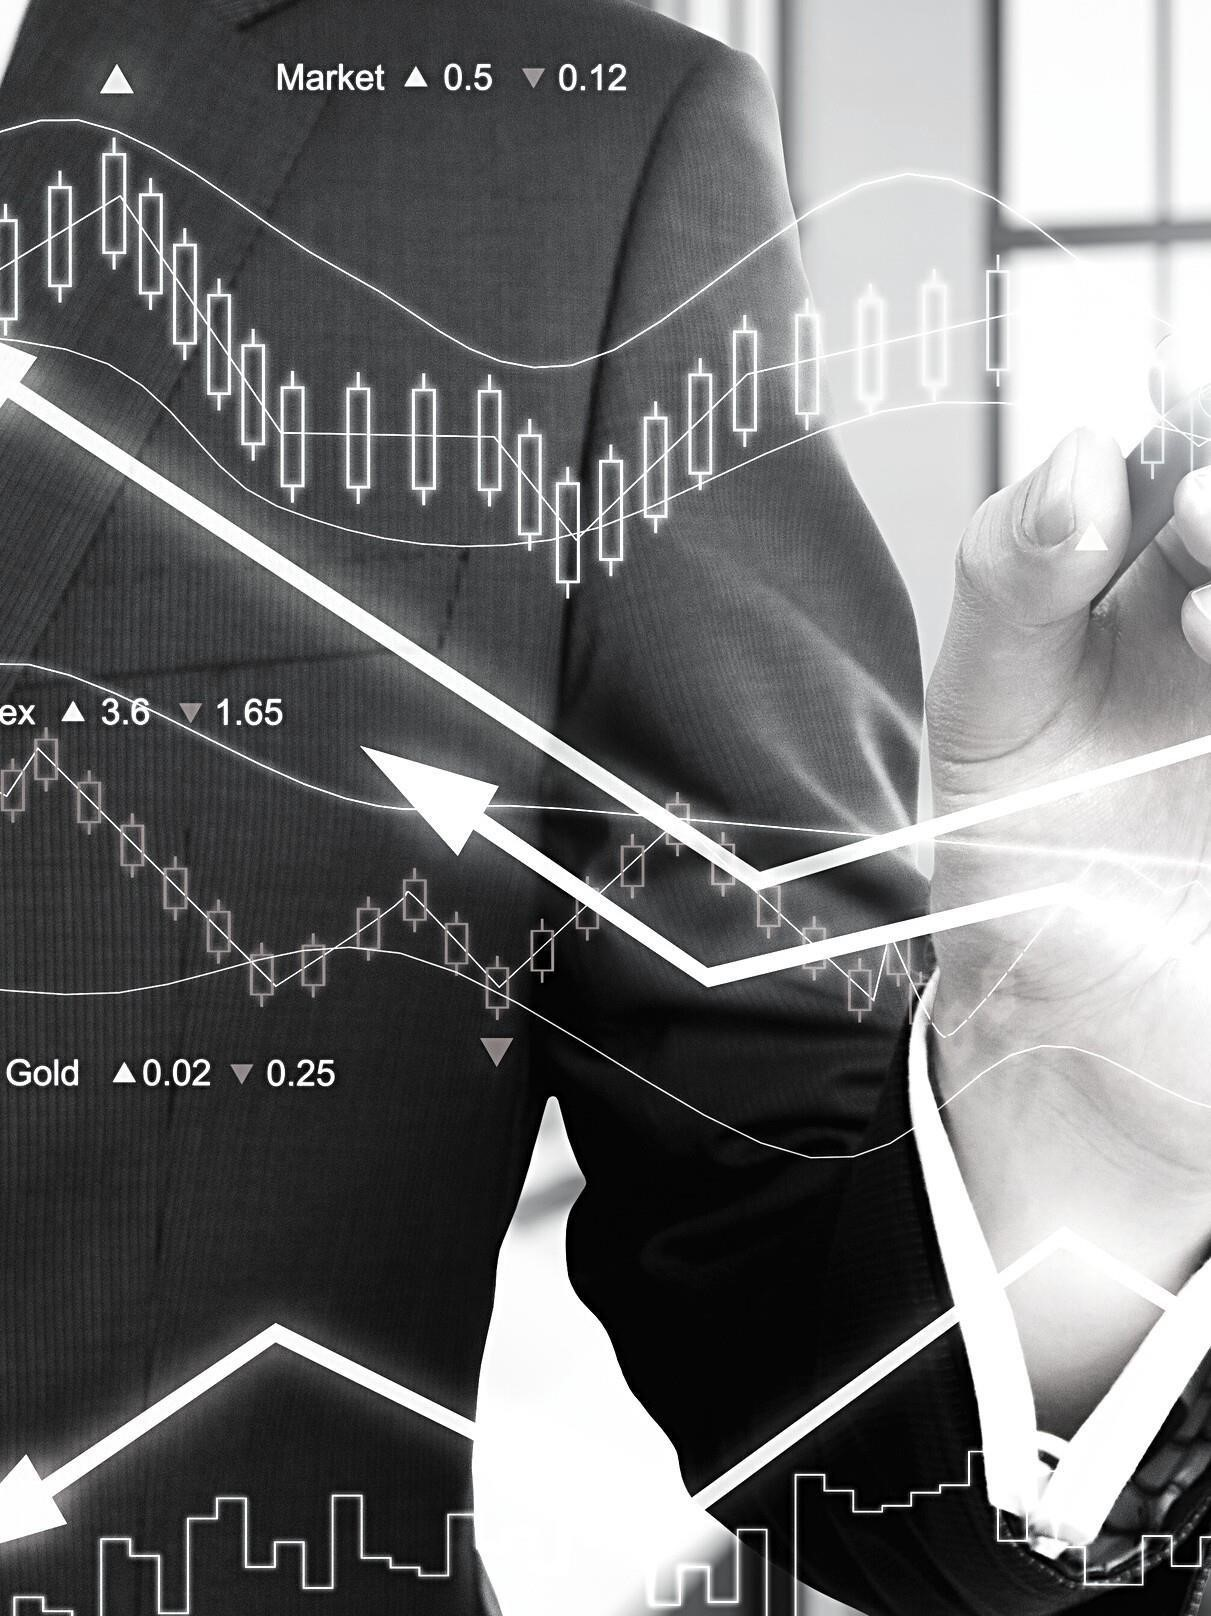 Market ▲ 0.5 ▼ 0.12
ex ▲ 3.6 ▼ 1.65
Gold ▲0.02 ▼ 0.25